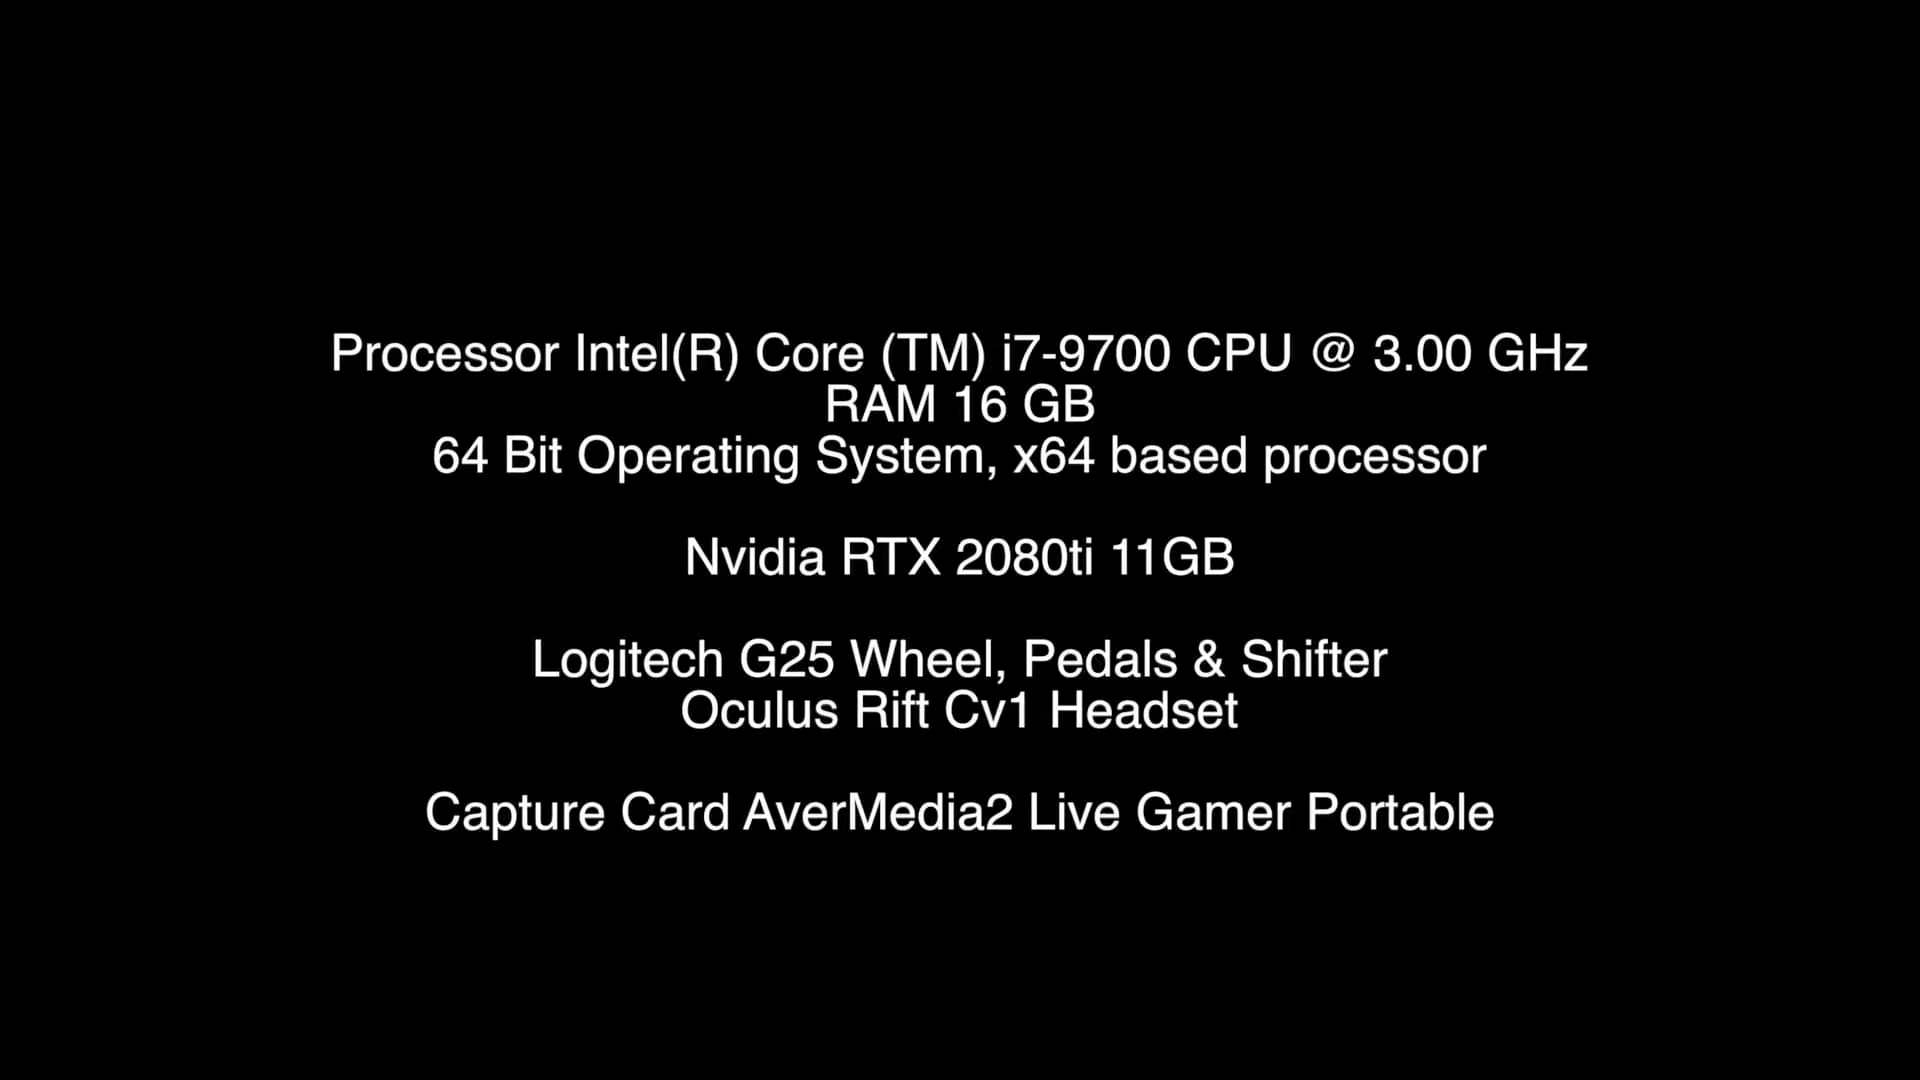 Processor Intel(R) Core (TM) i7-9700 CPU @ 3.00 GHz
RAM 16 GB
64 Bit Operating System, x64 based processor
Nvidia RTX 2080ti 11GB
Logitech G25 Wheel, Pedals & Shifter
Oculus Rift Cv1 Headset
Capture Card AverMedia2 Live Gamer Portable